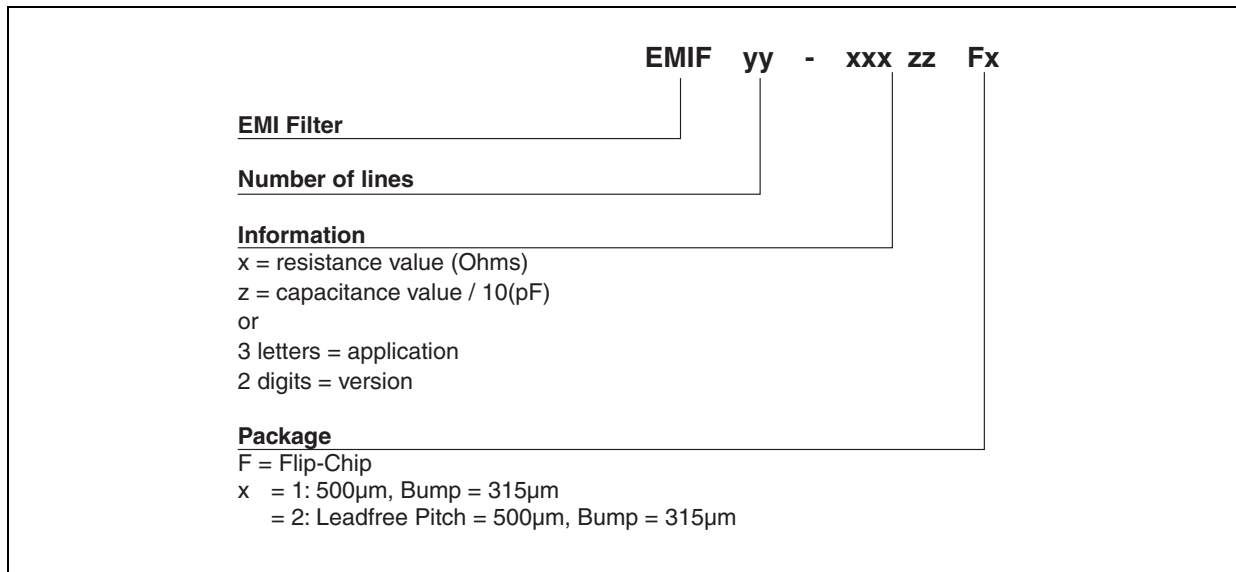 EMIF yy - xxx zz Fx
EMI Filter
Number of lines
Information
x = resistance value (Ohms)
z = capacitance value / 10(pF)
or
3 letters = application
2 digits = version
Package
F = Flip-Chip
x = 1: 500µm, Bump = 315µm
= 2: Leadfree Pitch = 500µm, Bump = 315µm